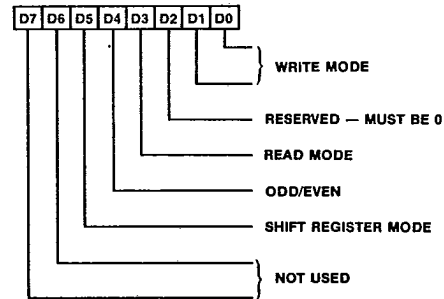 D7 D6 D5 D4 D3 D2 D1 D0
WRITE MODE
RESERVED — MUST BE 0
READ MODE
ODD/EVEN
SHIFT REGISTER MODE
NOT USED